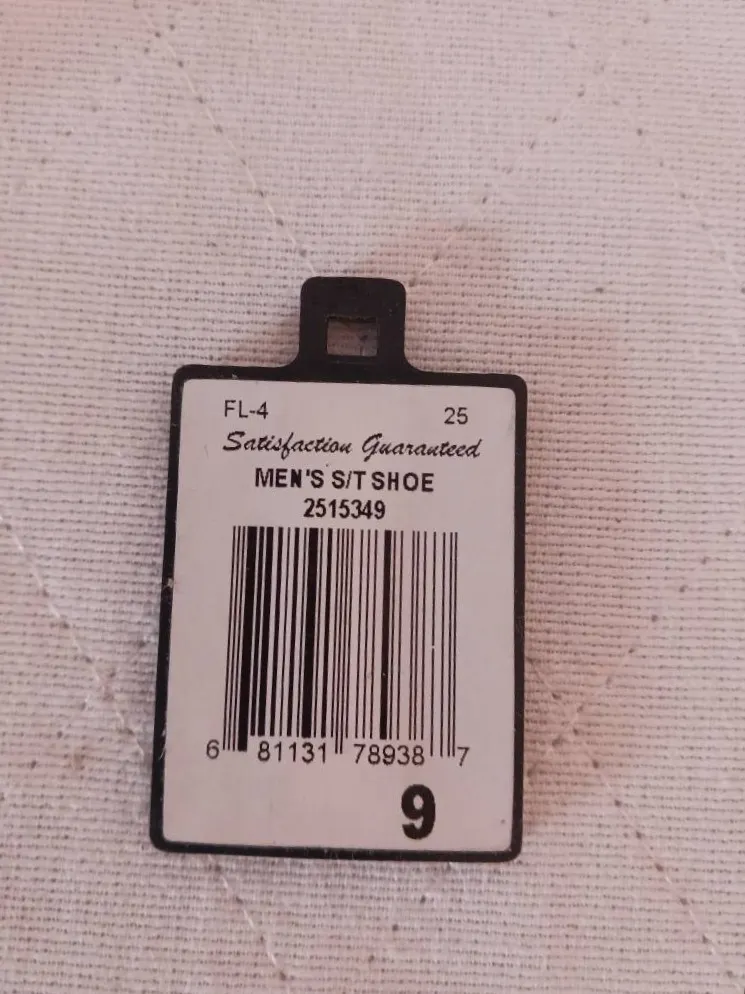 FL-4 25
Satisfaction Guaranteed
MEN'S S/T SHOE
2515349
6 81131 78938 7
9